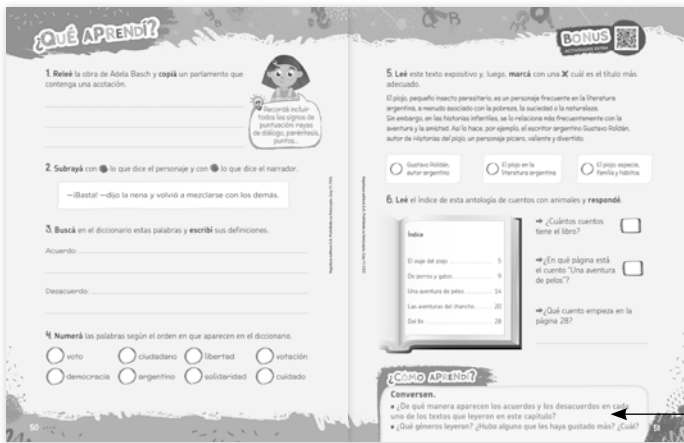 ¿QUÉ APRENDÍ?
1. Releé la obra de Adela Basch y copiá un parlamento que
contenga una acotación.
Recordá incluir
todos los signos de
puntuación: rayas
de diálogo, paréntesis,
puntos...
2. Subrayá con lo que dice el personaje y con lo que dice el narrador.
—¡Basta! —dijo la nena y volvió a mezclarse con los demás.
3. Buscá en el diccionario estas palabras y escribí sus definiciones.
Acuerdo:
Desacuerdo:
4. Numerá las palabras según el orden en que aparecen en el diccionario.
voto ciudadano libertad votación
democracia argentino solidaridad cuidado
50
BONUS
ACTIVIDADES EXTRA
5. Leé este texto expositivo y, luego, marcá con una X cuál es el título más
adecuado.
El piojo, pequeño insecto parasitario, es un personaje frecuente en la literatura
argentina, a menudo asociado con la pobreza, la suciedad o la naturaleza.
Sin embargo, en las historias infantiles, se lo relaciona más frecuentemente con la
aventura y la amistad. Así lo hace, por ejemplo, el escritor argentino Gustavo Roldán,
autor de Historias del piojo; un personaje pícaro, valiente y divertido.
Gustavo Roldán,
autor argentino
El piojo en la
literatura argentina
El piojo: especie,
familia y hábitos
6. Leé el índice de esta antología de cuentos con animales y respondé.
Índice
El viaje del piojo 5
De perros y gatos 9
Una aventura de pelos 14
Las aventuras del chancho 20
28
➡ ¿Cuántos cuentos
tiene el libro?
➡ ¿En qué página está
el cuento "Una aventura
de pelos"?
➡ ¿Qué cuento empieza en la
página 28?
¿CÓMO APRENDÍ?
Conversen.
• ¿De qué manera aparecen los acuerdos y los desacuerdos en cada
uno de los textos que leyeron en este capítulo?
• ¿Qué géneros leyeron? ¿Hubo alguno que les haya gustado más? ¿Cuál?
51